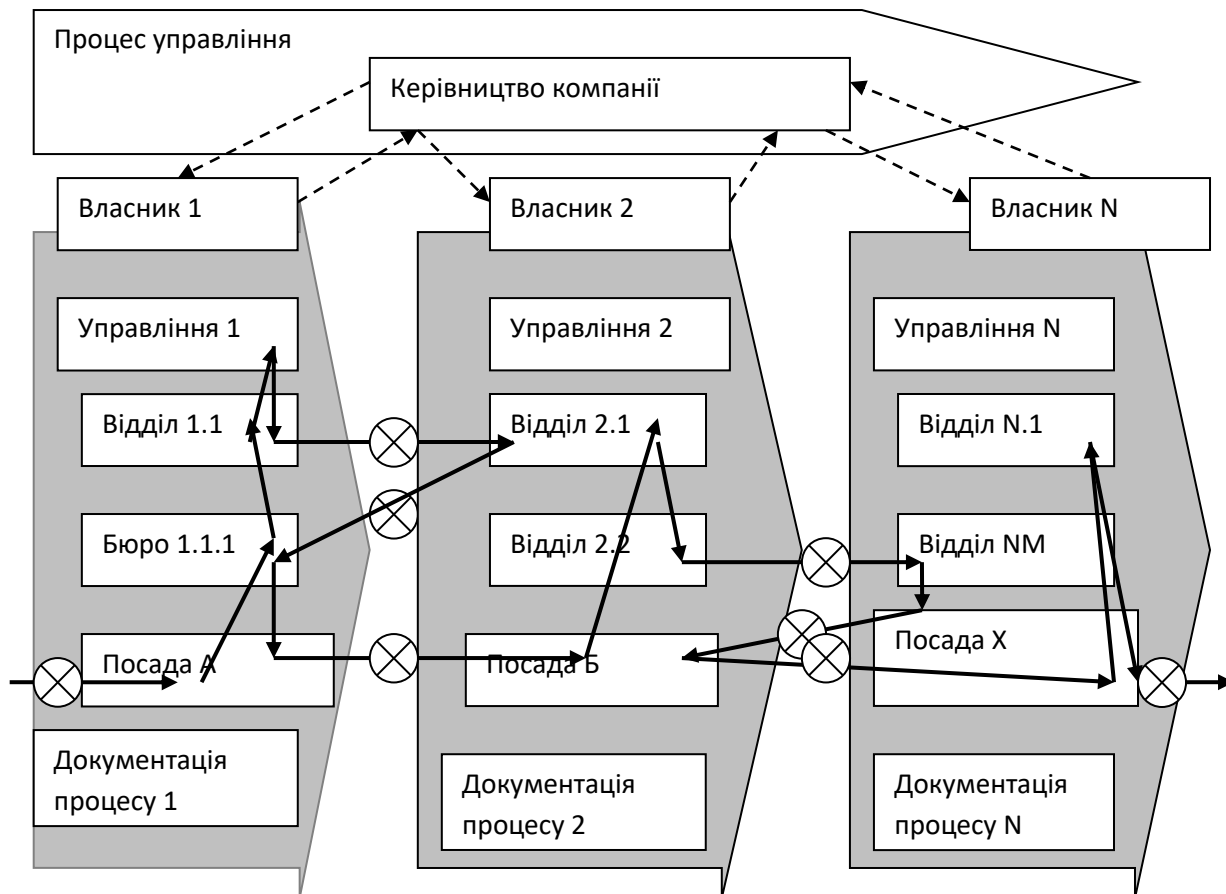 Процес управління
Керівництво компанії
Власник 1
Власник 2
Власник N
Управління 1
Управління 2
Управління N
Відділ 1.1
Відділ 2.1
Відділ N.1
Бюро 1.1.1
Відділ 2.2
Відділ NM
Посада А
Посада Б
Посада Х
Документація
процесу 1
Документація
процесу 2
Документація
процесу N